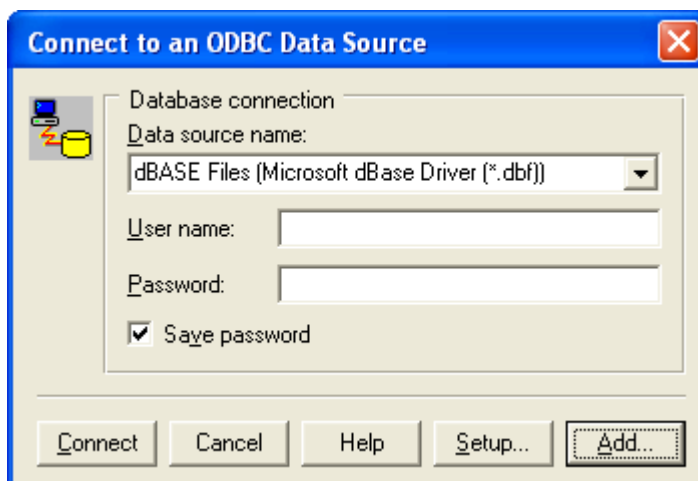 Connect to an ODBC Data Source
Database connection
Data source name:
dBASE Files (Microsoft dBase Driver (*.dbf))
User name:
Password:
Save password
Connect Cancel Help Setup... Add...